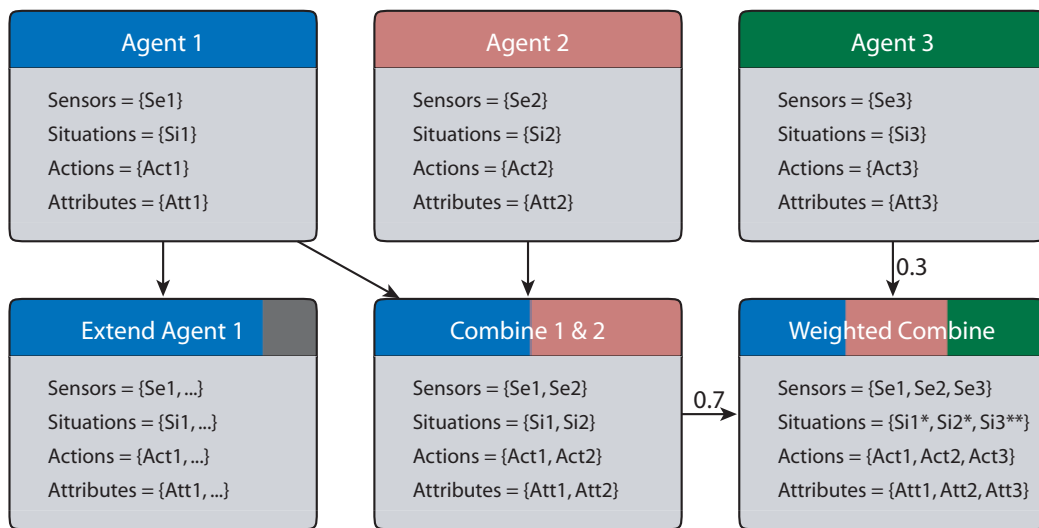 Agent 1
Sensors = {Se1}
Situations = {Si1}
Actions = {Act1}
Attributes = {Att1}
Agent 2
Sensors = {Se2}
Situations = {Si2}
Actions = {Act2}
Attributes = {Att2}
Agent 3
Sensors = {Se3}
Situations = {Si3}
Actions = {Act3}
Attributes = {Att3}
0.3
Extend Agent 1
Sensors = {Se1, ...}
Situations = {Si1, ...}
Actions = {Act1, ...}
Attributes = {Att1, ...}
Combine 1 & 2
Sensors = {Se1, Se2}
Situations = {Si1, Si2}
Actions = {Act1, Act2}
Attributes = {Att1, Att2}
0.7
Weighted Combine
Sensors = {Se1, Se2, Se3}
Situations = {Si1*, Si2*, Si3**}
Actions = {Act1, Act2, Act3}
Attributes = {Att1, Att2, Att3}